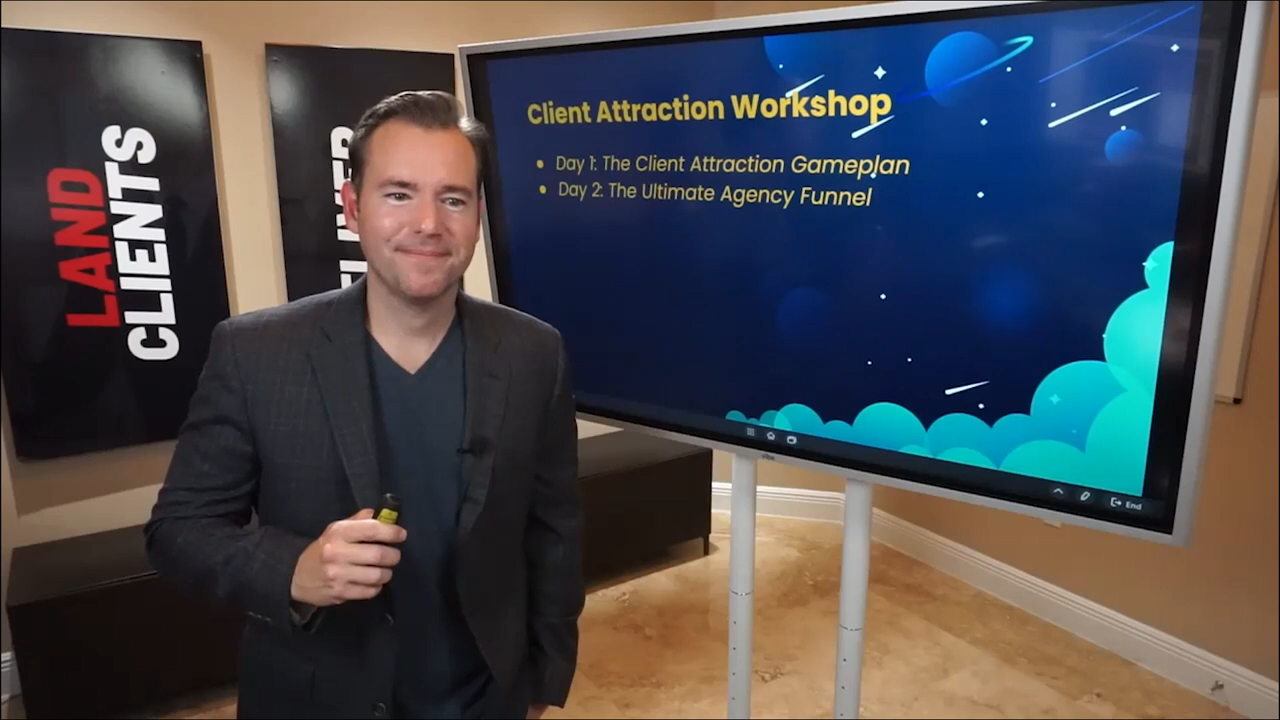 LAND
CLIENTS
Client Attraction Workshop
Day 1: The Client Attraction Gameplan
Day 2: The Ultimate Agency Funnel
End